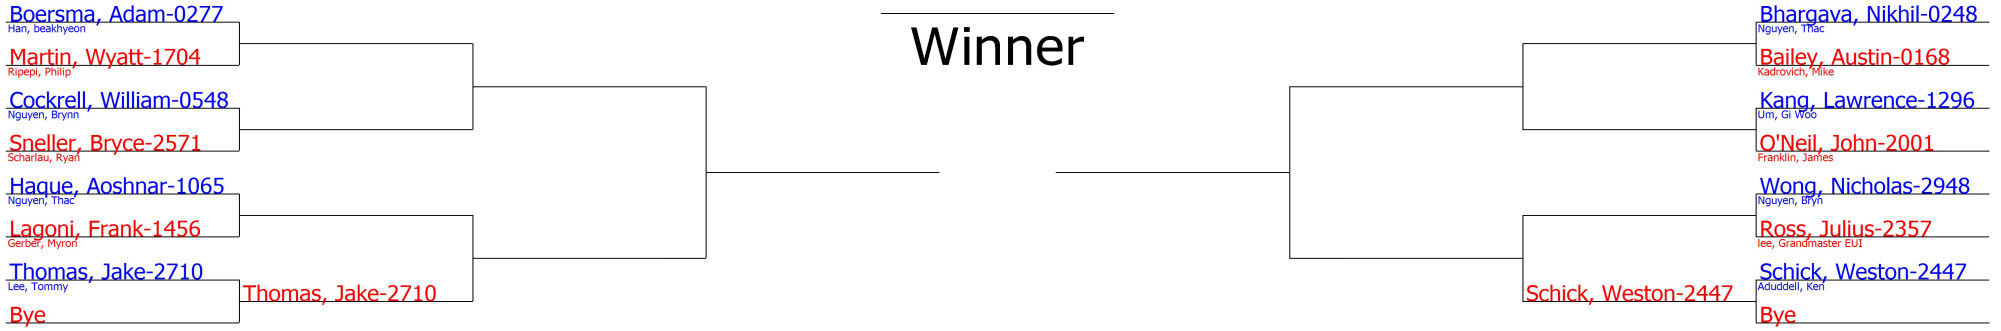 Boersma, Adam-0277
Han, beakhyeon
Martin, Wyatt-1704
Ripepi, Philip
Cockrell, William-0548
Nguyen, Brynn
Sneller, Bryce-2571
Scharlau, Ryan
Haque, Aoshnar-1065
Nguyen, Thac
Lagoni, Frank-1456
Gerber, Myron
Thomas, Jake-2710
Lee, Tommy
Bye
Thomas, Jake-2710
Winner
Bhargava, Nikhil-0248
Nguyen, Thac
Bailey, Austin-0168
Kadrovich, Mike
Kang, Lawrence-1296
Um, Gi Woo
O'Neil, John-2001
Franklin, James
Wong, Nicholas-2948
Nguyen, Bryn
Ross, Julius-2357
lee, Grandmaster EUI
Schick, Weston-2447
Aduddell, Ken
Bye
Schick, Weston-2447